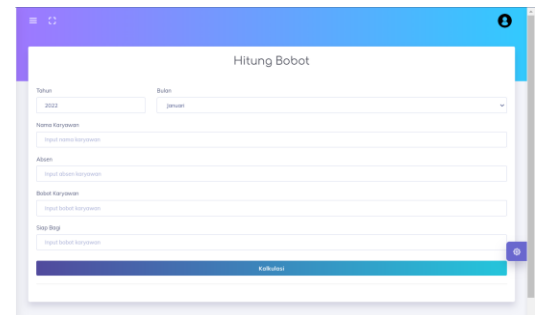 Hitung Bobot
Tahun Bulan
2022 januari
Nama Karyawan
Input nama karyawan
Absen
Input absen karyawan
Bobot Karyawan
Input bobot karyawan
Siap Bagi
Input bobot karyawan
Kalkulasi